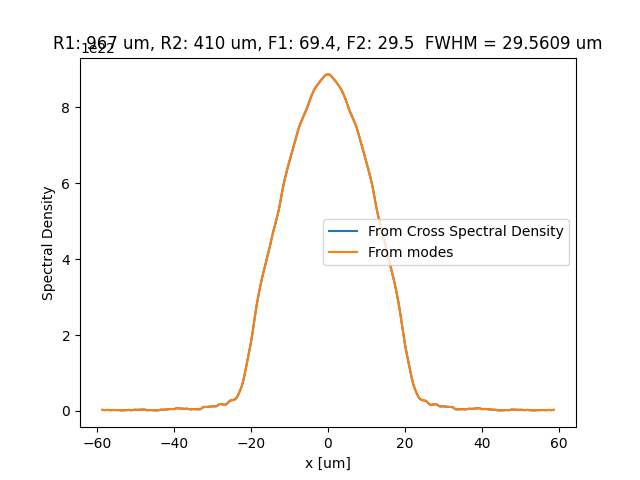 R1: 967 um, R2: 410 um, F1: 69.4, F2: 29.5  FWHM = 29.5609 um
1e22
8
6
4
2
0
Spectral Density
From Cross Spectral Density
From modes
−60
−40
−20
0
20
40
60
x [um]